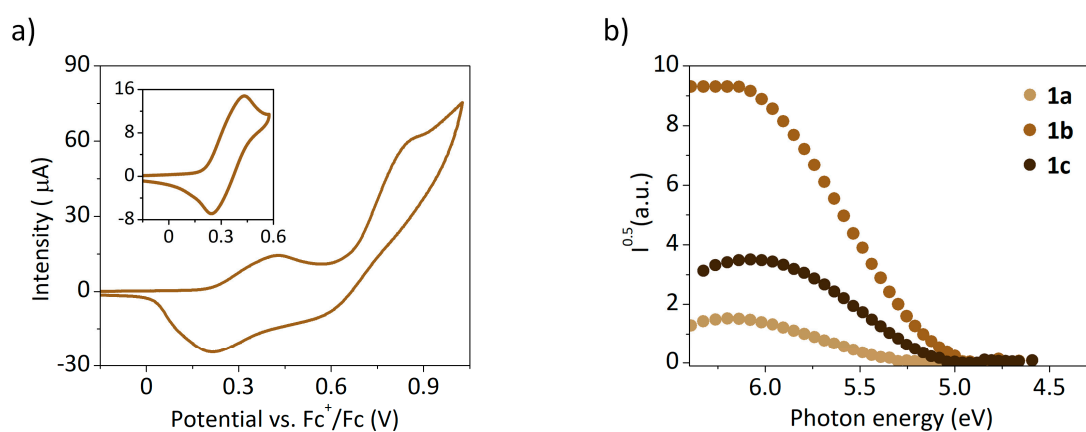 a)
90
60
30
0
-30
Intensity ( µA)
16
8
0
-8
0
0.3
0.6
0
0.3
0.6
0.9
Potential vs. Fc⁺/Fc (V)
b)
10
8
6
4
2
0
I⁰·⁵(a.u.)
1a
1b
1c
6.0
5.5
5.0
4.5
Photon energy (eV)